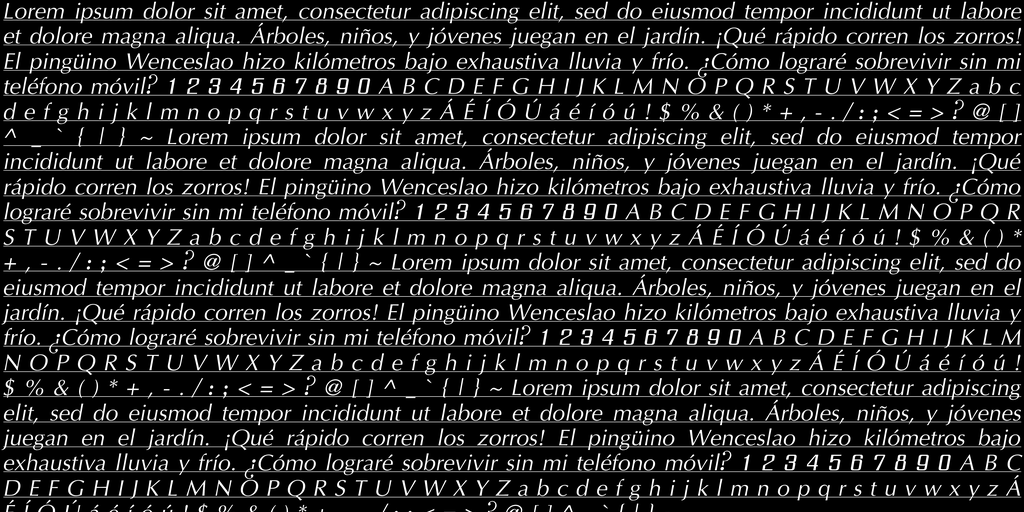 Lorem ipsum dolor sit amet, consectetur adipiscing elit, sed do eiusmod tempor incididunt ut labore
et dolore magna aliqua. Árboles, niños, y jóvenes juegan en el jardín. ¡Qué rápido corren los zorros!
El pingüino Wenceslao hizo kilómetros bajo exhaustiva lluvia y frío. ¿Cómo lograré sobrevivir sin mi
teléfono móvil? 1 2 3 4 5 6 7 8 9 0 A B C D E F G H I J K L M N O P Q R S T U V W X Y Z a b c
d e f g h i j k l m n o p q r s t u v w x y z Á É Í Ó Ú á é í ó ú ! $ % & ( ) * + , - . / : ; < = > ? @ [ ]
^ _ ` { | } ~ Lorem ipsum dolor sit amet, consectetur adipiscing elit, sed do eiusmod tempor
incididunt ut labore et dolore magna aliqua. Árboles, niños, y jóvenes juegan en el jardín. ¡Qué
rápido corren los zorros! El pingüino Wenceslao hizo kilómetros bajo exhaustiva lluvia y frío. ¿Cómo
lograré sobrevivir sin mi teléfono móvil? 1 2 3 4 5 6 7 8 9 0 A B C D E F G H I J K L M N O P Q R
S T U V W X Y Z a b c d e f g h i j k l m n o p q r s t u v w x y z Á É Í Ó Ú á é í ó ú ! $ % & ( ) *
+ , - . / : ; < = > ? @ [ ] ^ _ ` { | } ~ Lorem ipsum dolor sit amet, consectetur adipiscing elit, sed do
eiusmod tempor incididunt ut labore et dolore magna aliqua. Árboles, niños, y jóvenes juegan en el
jardín. ¡Qué rápido corren los zorros! El pingüino Wenceslao hizo kilómetros bajo exhaustiva lluvia y
frío. ¿Cómo lograré sobrevivir sin mi teléfono móvil? 1 2 3 4 5 6 7 8 9 0 A B C D E F G H I J K L M
N O P Q R S T U V W X Y Z a b c d e f g h i j k l m n o p q r s t u v w x y z Á É Í Ó Ú á é í ó ú !
$ % & ( ) * + , - . / : ; < = > ? @ [ ] ^ _ ` { | } ~ Lorem ipsum dolor sit amet, consectetur adipiscing
elit, sed do eiusmod tempor incididunt ut labore et dolore magna aliqua. Árboles, niños, y jóvenes
juegan en el jardín. ¡Qué rápido corren los zorros! El pingüino Wenceslao hizo kilómetros bajo
exhaustiva lluvia y frío. ¿Cómo lograré sobrevivir sin mi teléfono móvil? 1 2 3 4 5 6 7 8 9 0 A B C
D E F G H I J K L M N O P Q R S T U V W X Y Z a b c d e f g h i j k l m n o p q r s t u v w x y z Á
É Í Ó Ú á é í ó ú ! $ % & ( ) * + , - . / : ; < = > ? @ [ ] ^ _ ` { | }